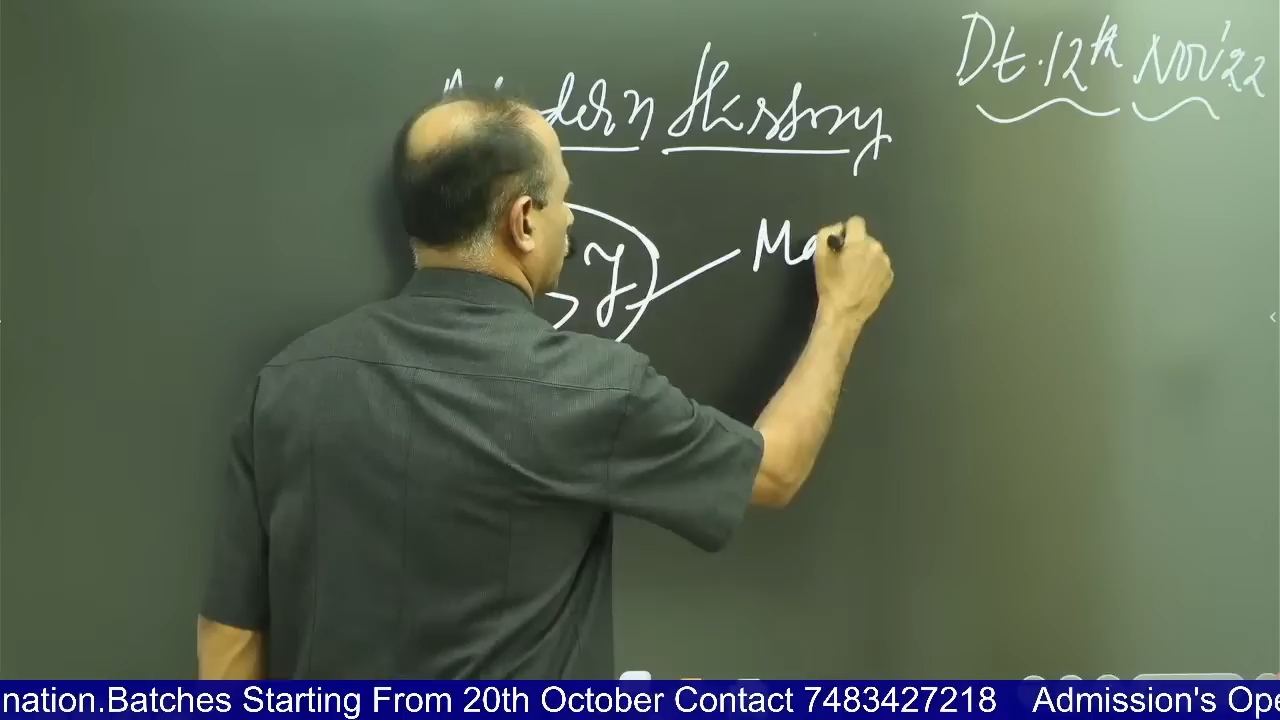 Dt. 12th Nov'22
dern History
Ma
nation.Batches Starting From 20th October Contact 7483427218 Admission's Ope